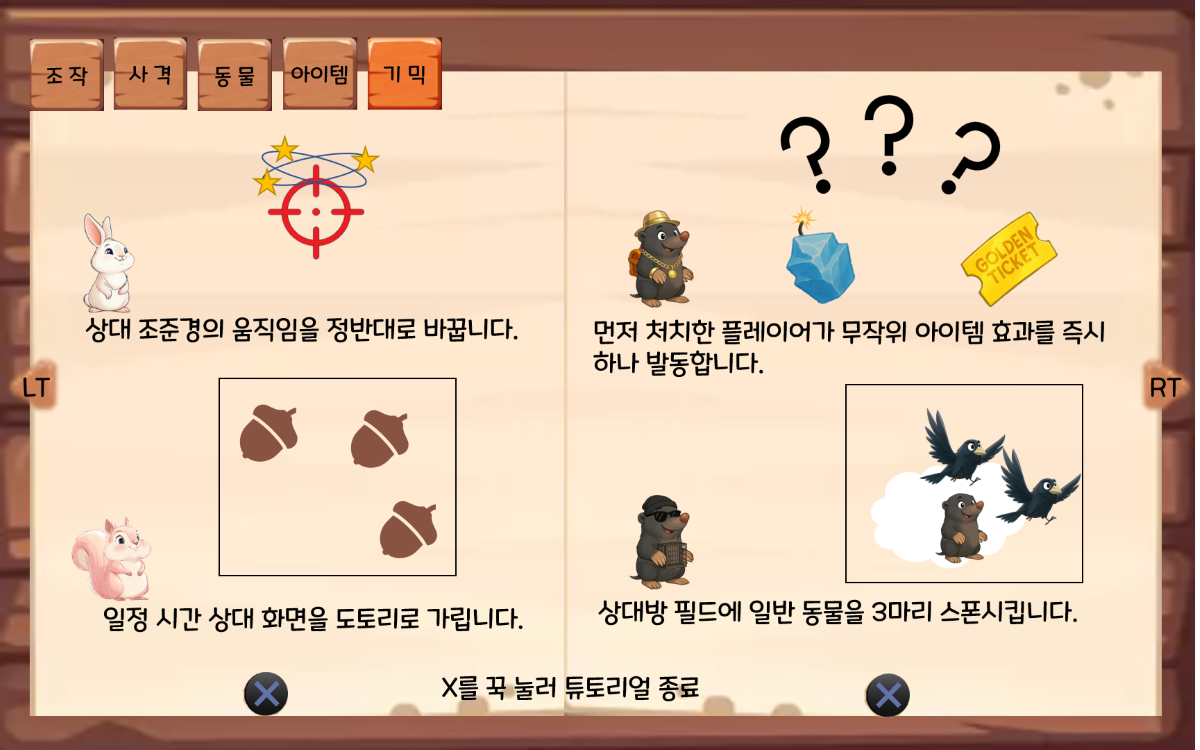 조 작
사 격
동 물
아이템
기 믹
? ? ?
GOLDEN
TICKET
상대 조준경의 움직임을 정반대로 바꿉니다.
먼저 처치한 플레이어가 무작위 아이템 효과를 즉시
하나 발동합니다.
LT
RT
일정 시간 상대 화면을 도토리로 가립니다.
상대방 필드에 일반 동물을 3마리 스폰시킵니다.
X를 꾹 눌러 튜토리얼 종료